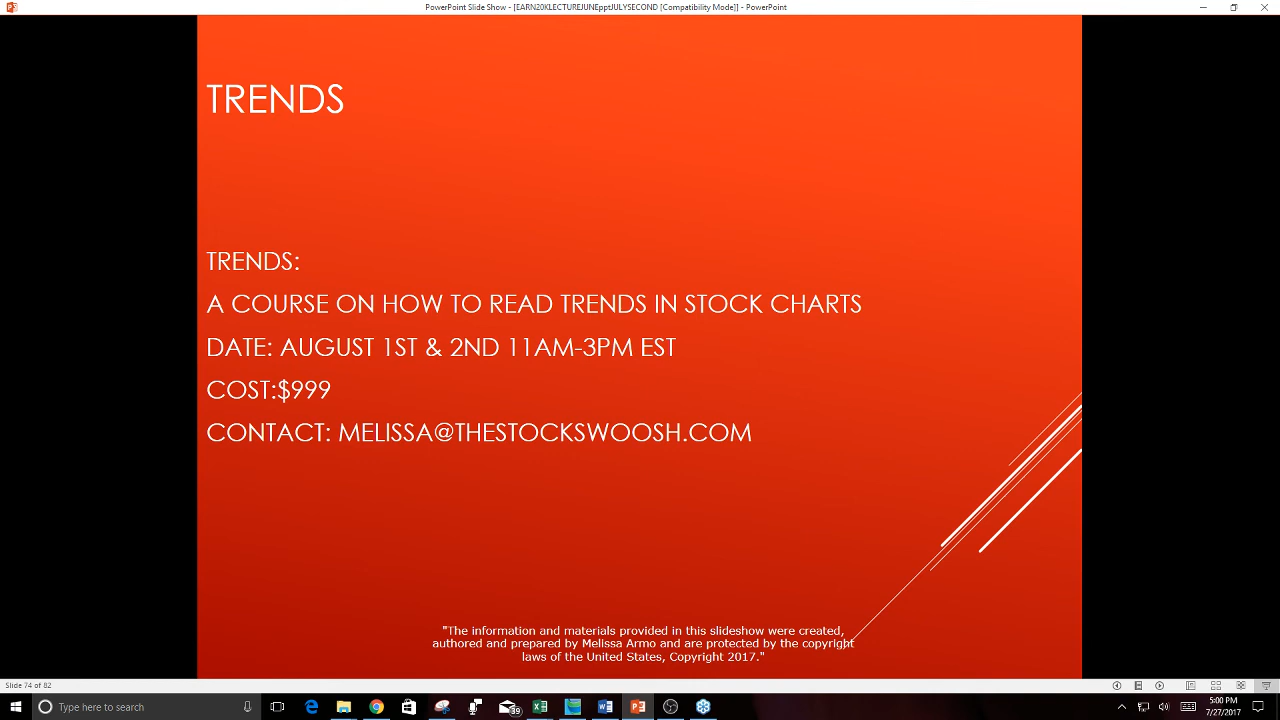 PowerPoint Slide Show - [EARN20KLECTUREJUNEpptJULYSECOND [Compatibility Mode]] - PowerPoint
TRENDS
TRENDS:
A COURSE ON HOW TO READ TRENDS IN STOCK CHARTS
DATE: AUGUST 1ST & 2ND 11AM-3PM EST
COST:$999
CONTACT: MELISSA@THESTOCKSWOOSH.COM
"The information and materials provided in this slideshow were created,
authored and prepared by Melissa Armo and are protected by the copyright
laws of the United States, Copyright 2017."
Slide 74 of 82
Type here to search
5:00 PM
7/27/2017